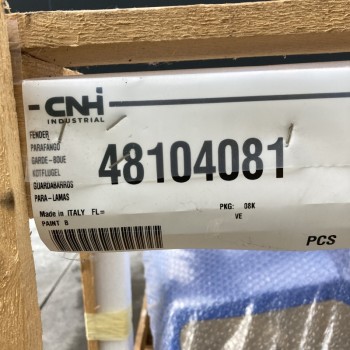 CNH
INDUSTRIAL
FENDER
PARAFANGO
GARDE-BOUE
KOTFLUGEL
GUARDABARROS
PARA-LAMAS
48104081
Made in ITALY FL=
PKG: 08K
PAINT B
VE
PCS